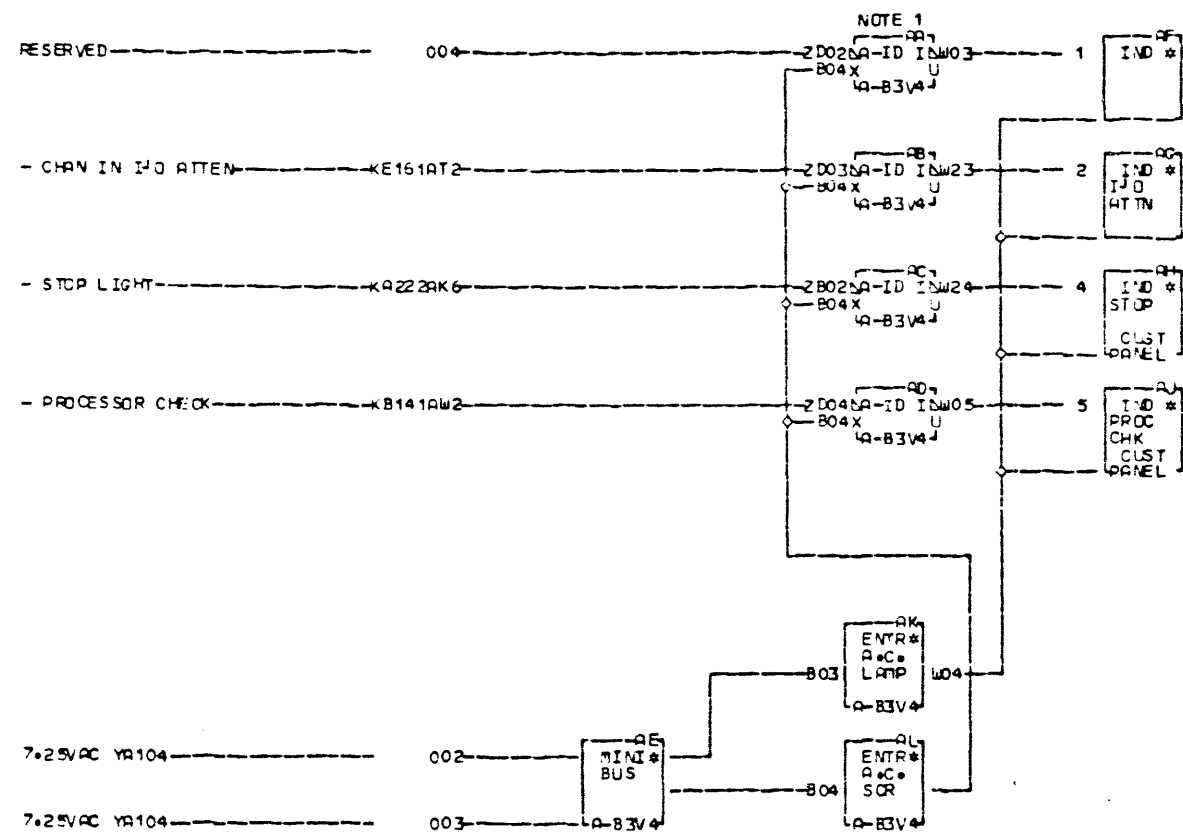 NOTE 1
AA AF
RESERVED 004 ZD02 A-ID I W03 1 IND *
B04 X U
A-B3V4
AB AG
- CHAN IN I/O ATTEN KE161AT2 ZD03 A-ID I W23 2 IND *
B04 X U I/O
A-B3V4 ATTN
AC AH
- STOP LIGHT KA222AK6 ZB02 A-ID I W24 4 IND *
B04 X U STOP
A-B3V4
CUST
PANEL
AD AJ
- PROCESSOR CHECK KB141AW2 ZD04 A-ID I W05 5 IND *
B04 X U PROC
A-B3V4 CHK
CUST
PANEL
AK
ENTR*
A.C.
B03 LAMP W04
A-B3V4
AE AL
7.25VAC YA104 002 MINI* ENTR*
BUS A.C.
B04 SCR
7.25VAC YA104 003 A-B3V4 A-B3V4